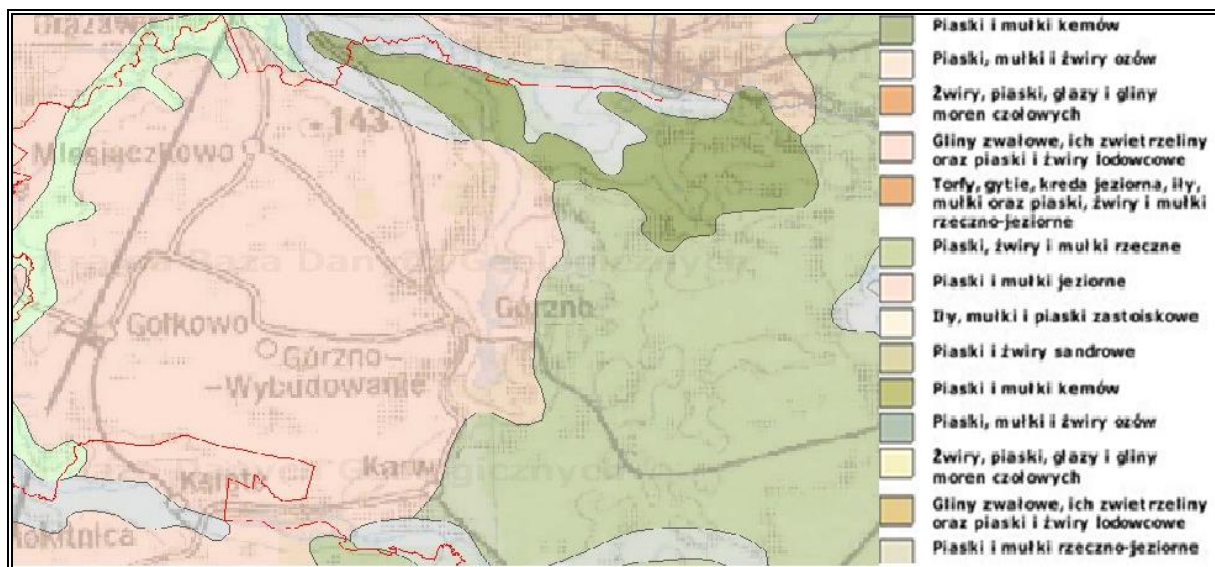 Miesiączkowo
143
Gołkowo
Górzno
Górzno-
-Wybudowanie
Karw
Piaski i mułki kemów
Piaski, mułki i żwiry ozów
Żwiry, piaski, głazy i gliny
moren czołowych
Gliny zwałowe, ich zwietrzeliny
oraz piaski i żwiry lodowcowe
Torfy, gytie, kreda jeziorna, iły,
mułki oraz piaski, żwiry i mułki
rzeczno-jeziorne
Piaski, żwiry i mułki rzeczne
Piaski i mułki jeziorne
Iły, mułki i piaski zastoiskowe
Piaski i żwiry sandrowe
Piaski i mułki kemów
Piaski, mułki i żwiry ozów
Żwiry, piaski, głazy i gliny
moren czołowych
Gliny zwałowe, ich zwietrzeliny
oraz piaski i żwiry lodowcowe
Piaski i mułki rzeczno-jeziorne